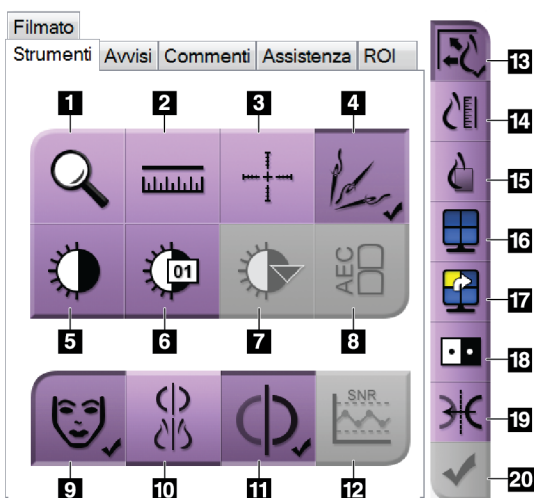 Filmato
Strumenti Avvisi Commenti Assistenza ROI
1 2 3 4
01
AEC
5 6 7 8
SNR
9 10 11 12
13
14
15
16
17
18
19
20